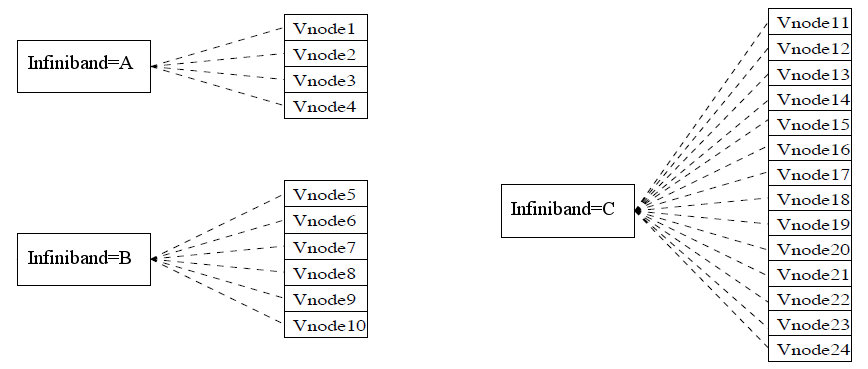 Infiniband=A
Vnode1
Vnode2
Vnode3
Vnode4
Infiniband=B
Vnode5
Vnode6
Vnode7
Vnode8
Vnode9
Vnode10
Infiniband=C
Vnode11
Vnode12
Vnode13
Vnode14
Vnode15
Vnode16
Vnode17
Vnode18
Vnode19
Vnode20
Vnode21
Vnode22
Vnode23
Vnode24